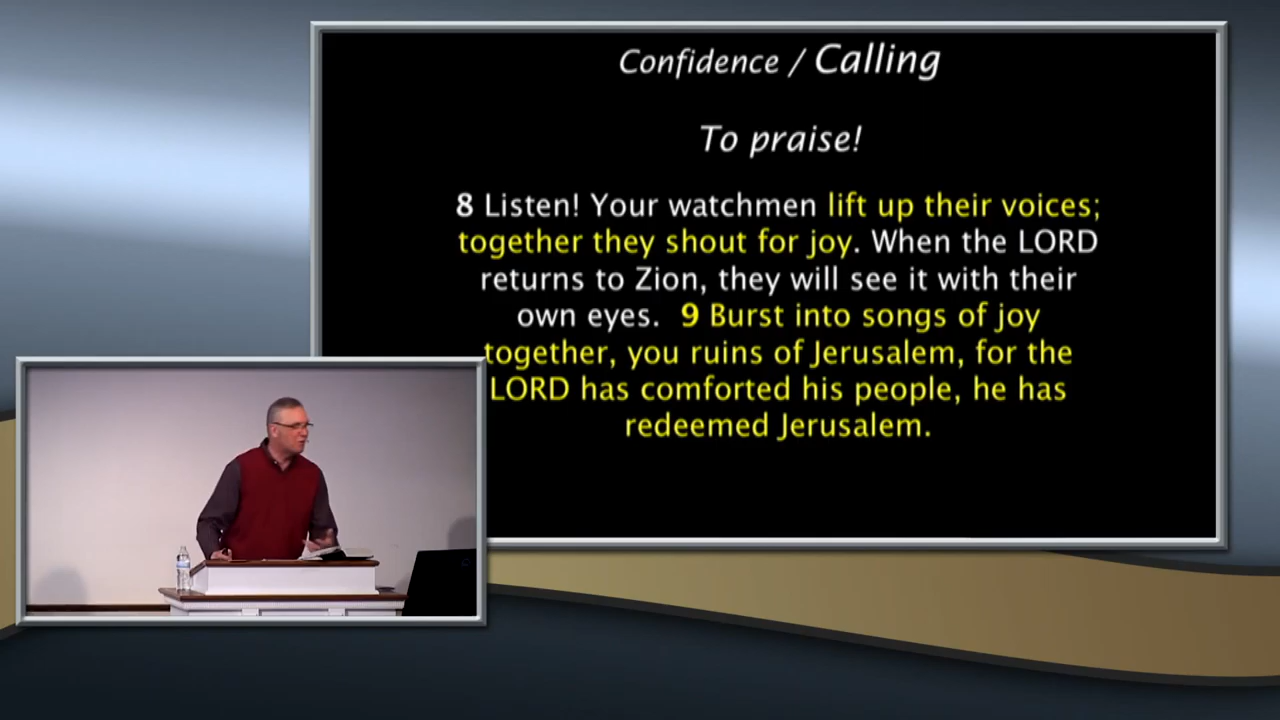 Confidence / Calling
To praise!
8 Listen! Your watchmen lift up their voices;
together they shout for joy. When the LORD
returns to Zion, they will see it with their
own eyes. 9 Burst into songs of joy
together, you ruins of Jerusalem, for the
LORD has comforted his people, he has
redeemed Jerusalem.